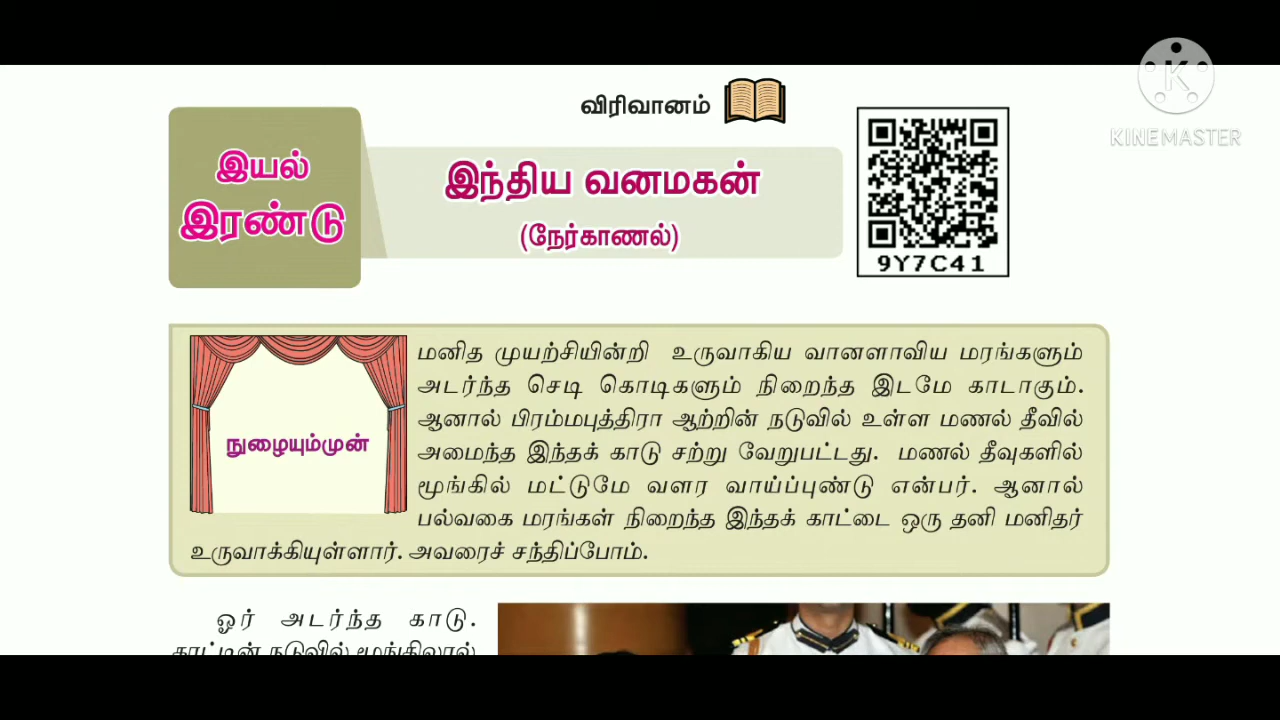 KINEMASTER
விரிவானம்
இயல்
இரண்டு
இந்திய வனமகன்
(நேர்காணல்)
9Y7C41
நுழையும்முன்
மனித முயற்சியின்றி உருவாகிய வானளாவிய மரங்களும்
அடர்ந்த செடி கொடிகளும் நிறைந்த இடமே காடாகும்.
ஆனால் பிரம்மபுத்திரா ஆற்றின் நடுவில் உள்ள மணல் தீவில்
அமைந்த இந்தக் காடு சற்று வேறுபட்டது. மணல் தீவுகளில்
மூங்கில் மட்டுமே வளர வாய்ப்புண்டு என்பர். ஆனால்
பல்வகை மரங்கள் நிறைந்த இந்தக் காட்டை ஒரு தனி மனிதர்
உருவாக்கியுள்ளார். அவரைச் சந்திப்போம்.
ஓர் அடர்ந்த காடு.
காட்டின் நடுவில் மூங்கிலால்